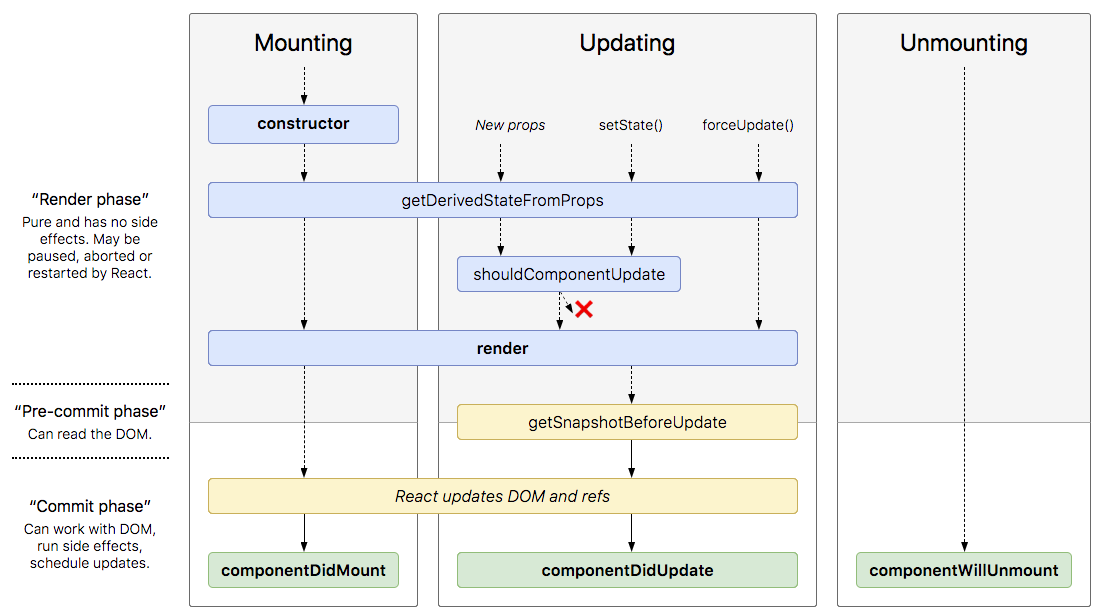 Mounting
Updating
Unmounting
constructor
New props
setState()
forceUpdate()
“Render phase”
Pure and has no side
effects. May be
paused, aborted or
restarted by React.
getDerivedStateFromProps
shouldComponentUpdate
render
“Pre-commit phase”
Can read the DOM.
getSnapshotBeforeUpdate
“Commit phase”
Can work with DOM,
run side effects,
schedule updates.
React updates DOM and refs
componentDidMount
componentDidUpdate
componentWillUnmount